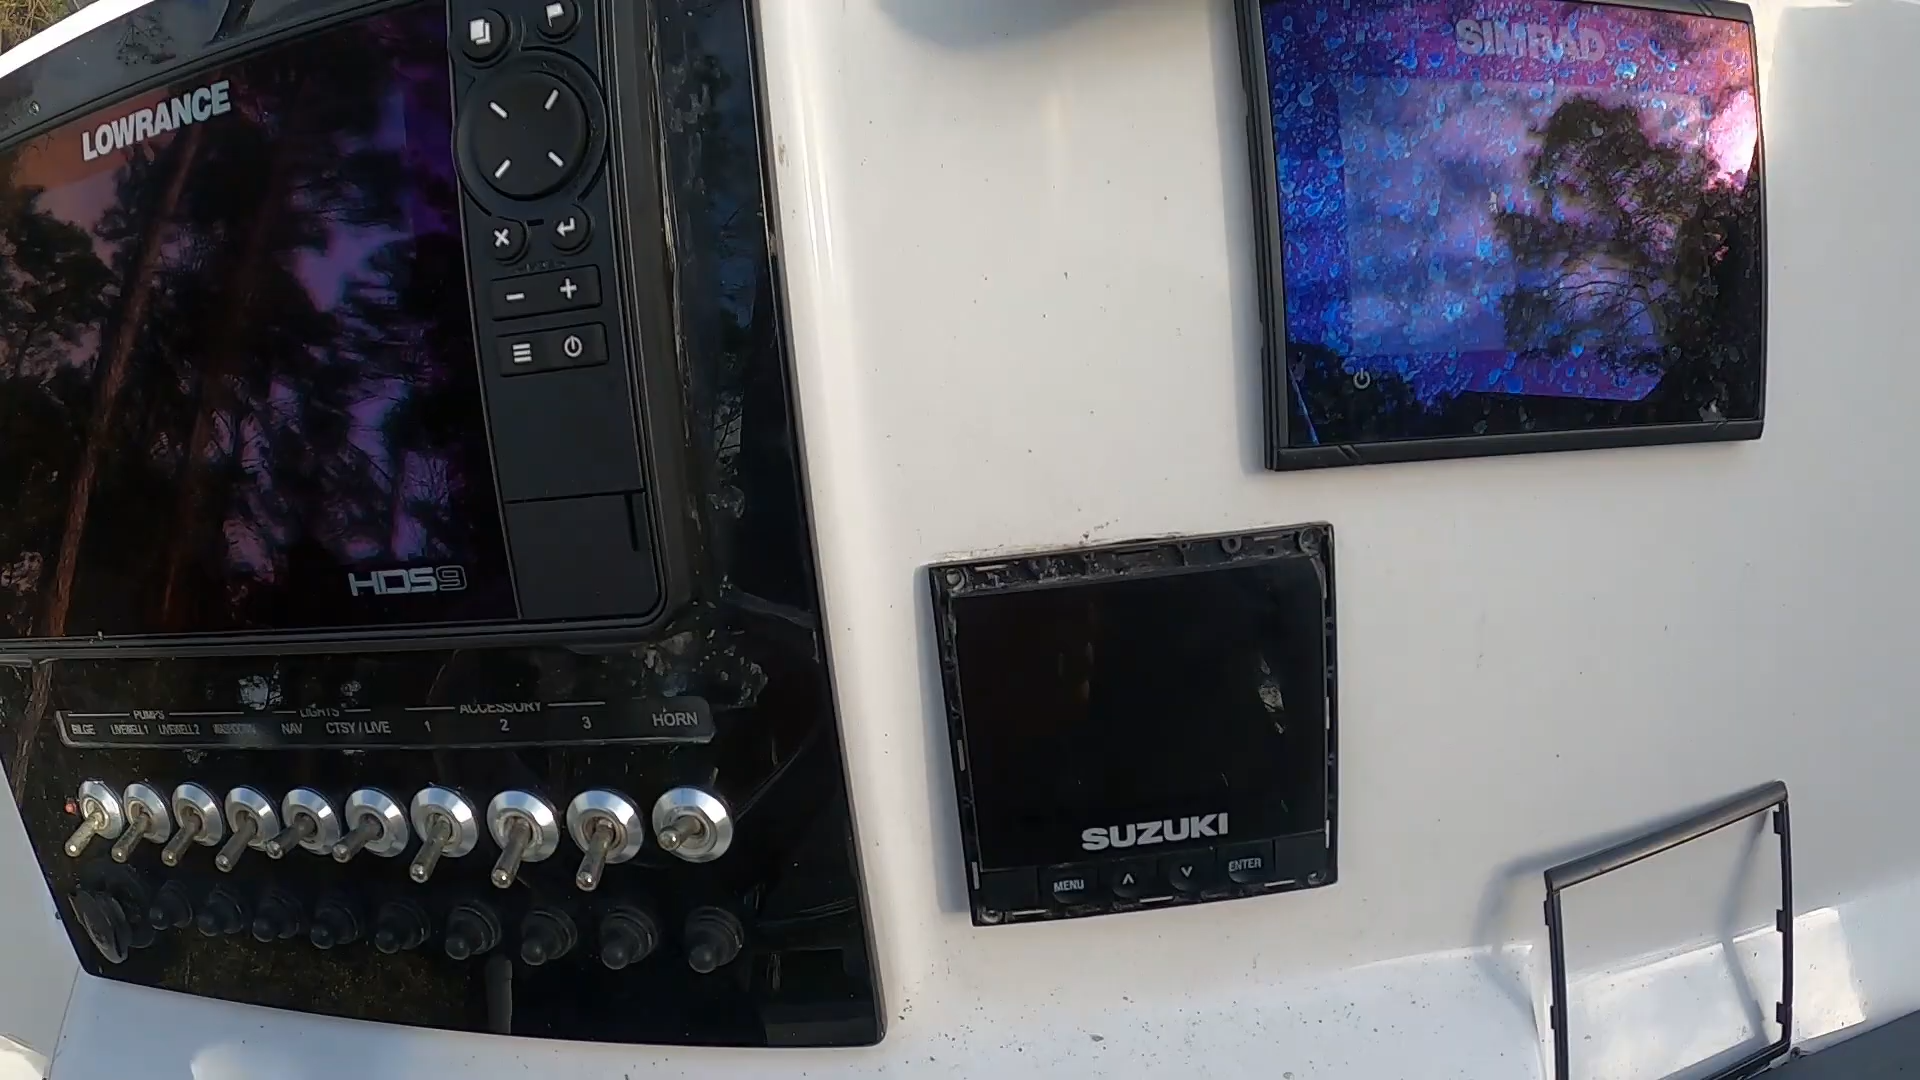 LOWRANCE
HDS9
SIMRAD
PUMPS LIGHTS ACCESSORY
BILGE LIVEWELL 1 LIVEWELL 2 WASHDOWN NAV CTSY / LIVE 1 2 3 HORN
SUZUKI
MENU ENTER